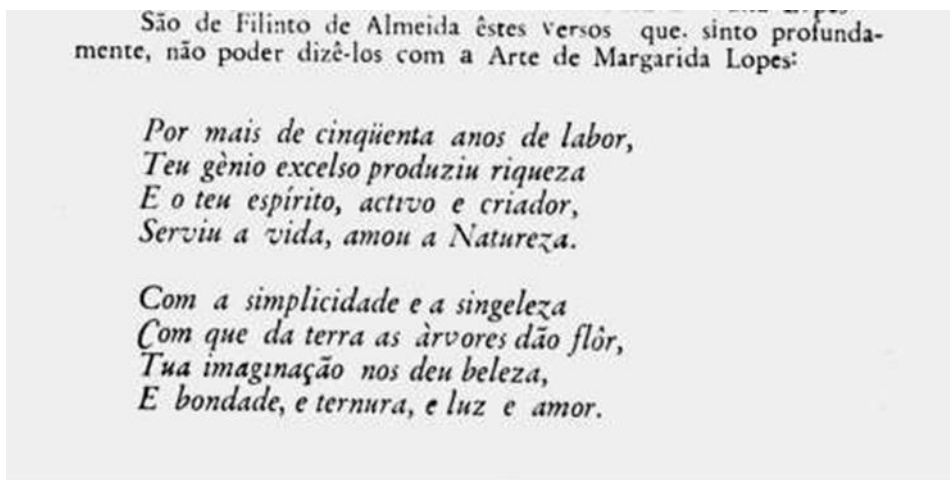 São de Filinto de Almeida êstes versos que. sinto profunda-
mente, não poder dizê-los com a Arte de Margarida Lopes:
Por mais de cinqüenta anos de labor,
Teu gènio excelso produziu riqueza
E o teu espírito, activo e criador,
Serviu a vida, amou a Natureza.
Com a simplicidade e a singeleza
Com que da terra as àrvores dão flôr,
Tua imaginação nos deu beleza,
E bondade, e ternura, e luz e amor.